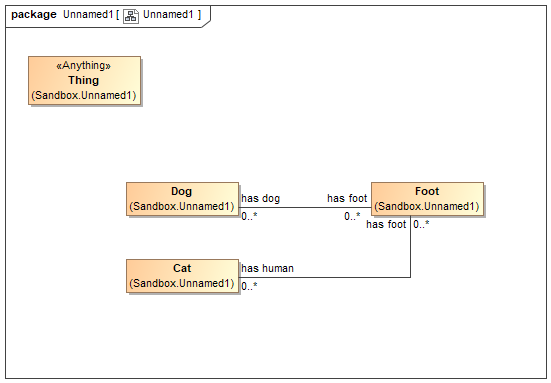 package Unnamed1 [ Unnamed1 ]
«Anything»
Thing
(Sandbox.Unnamed1)
Dog
(Sandbox.Unnamed1)
has dog
0..*
has foot
0..*
Foot
(Sandbox.Unnamed1)
has foot
0..*
Cat
(Sandbox.Unnamed1)
has human
0..*